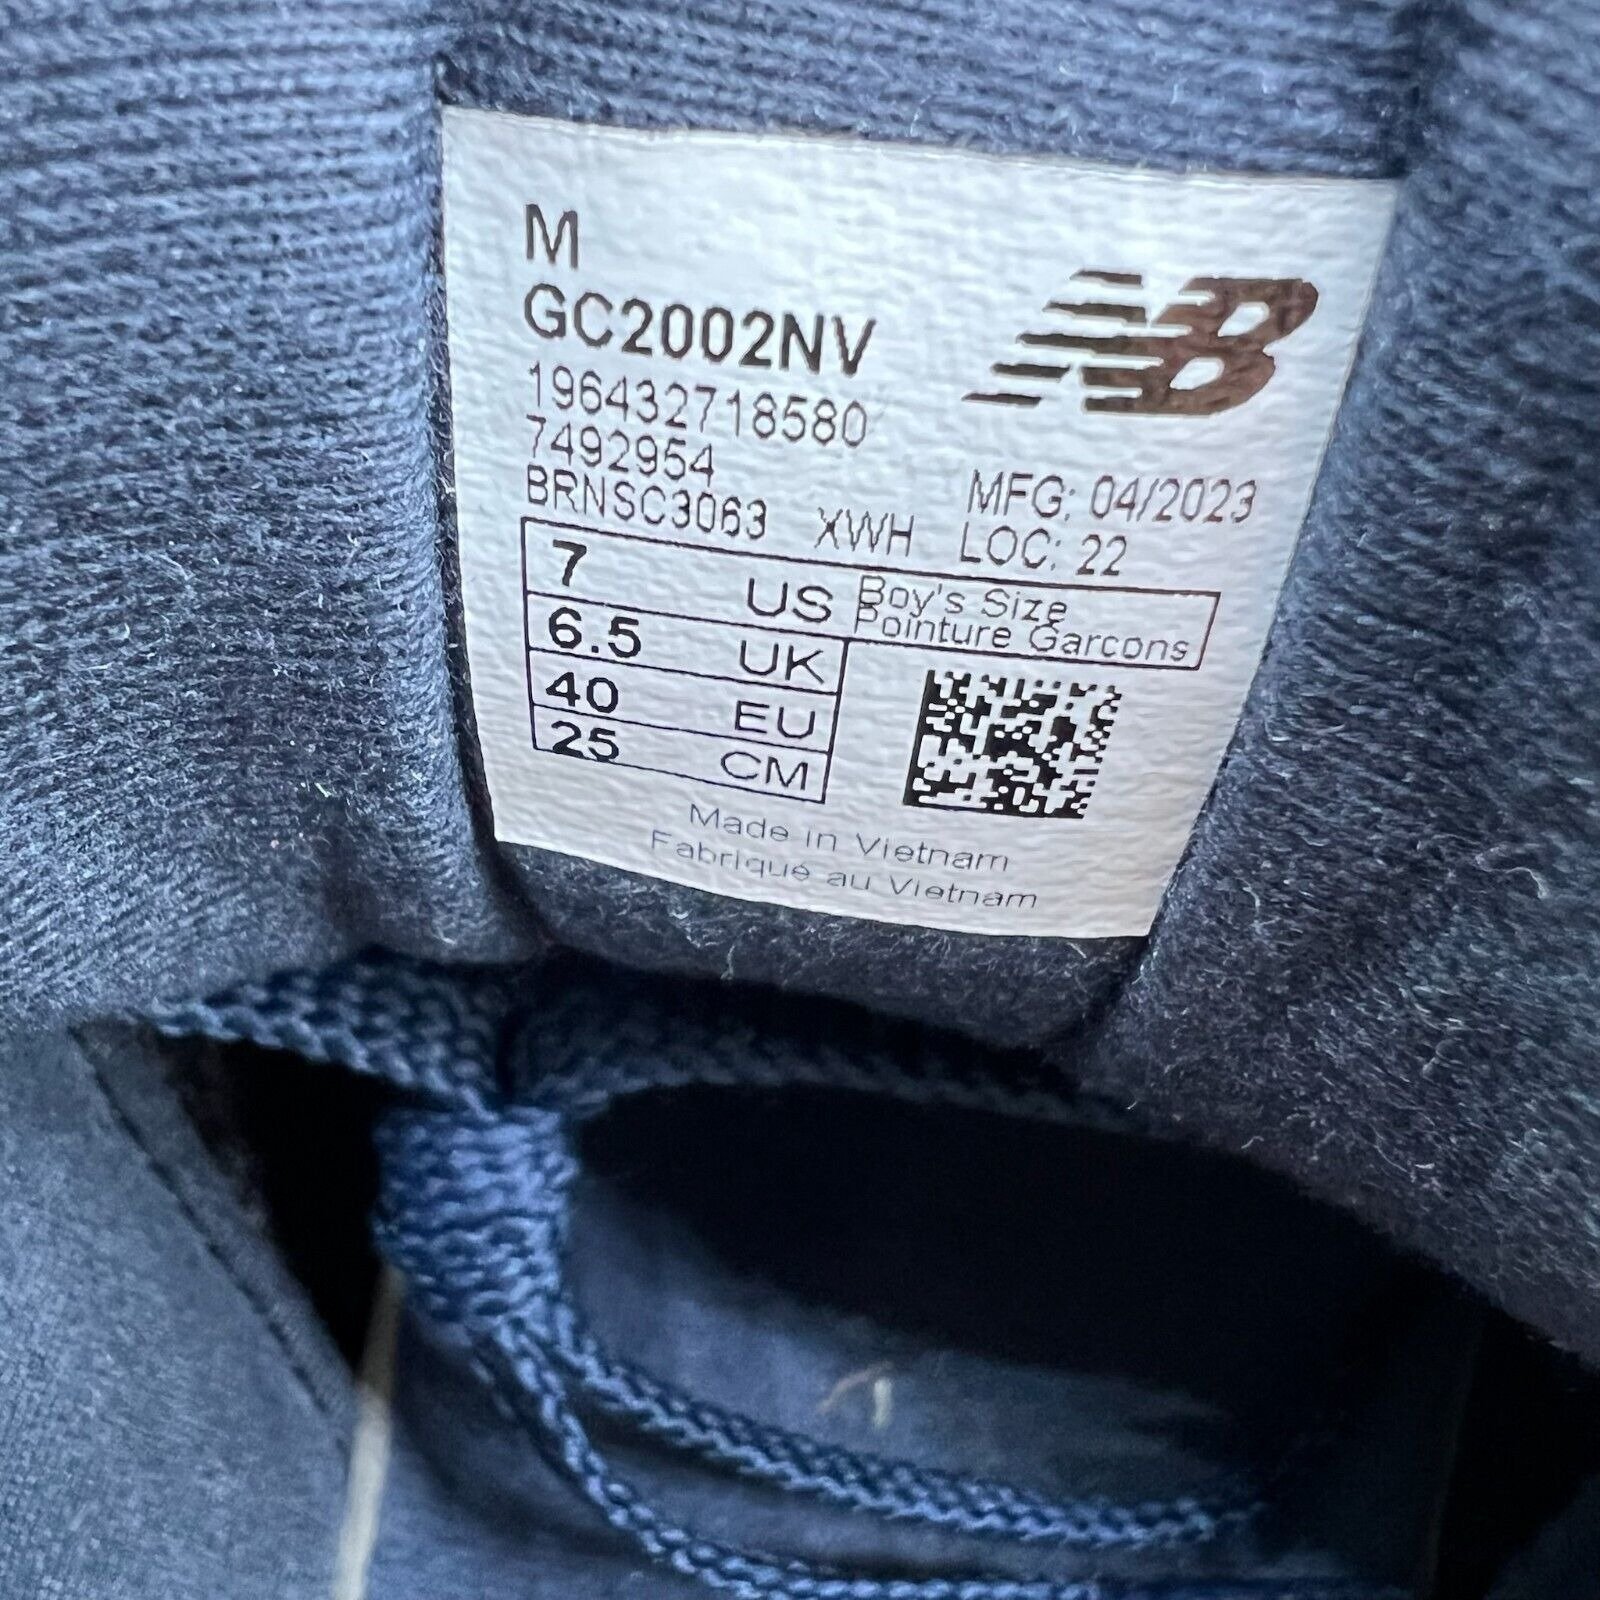 M
GC2002NV
NB
196432718580
7492954
BRNSC3063 XWH
MFG: 04/2023
LOC: 22
7 US Boy's Size
Pointure Garcons
6.5 UK
40 EU
25 CM
Made in Vietnam
Fabriqué au Vietnam